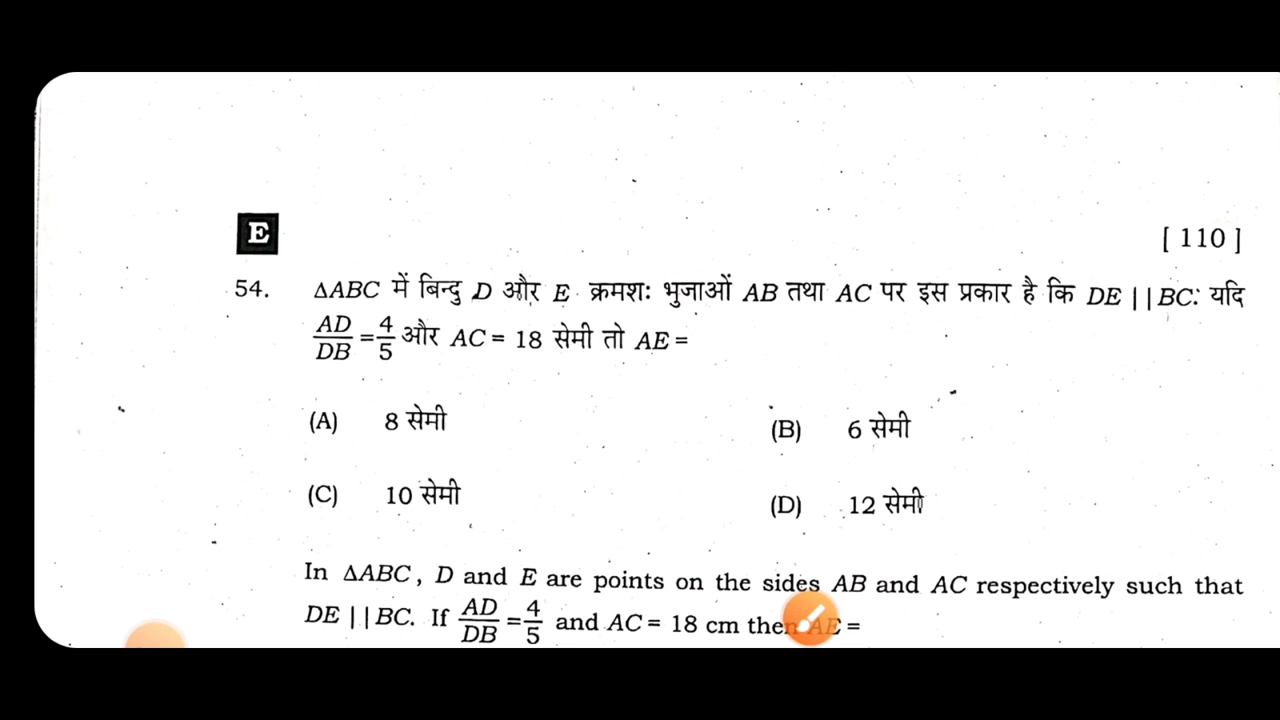 E
[ 110 ]
54. ΔABC में बिन्दु D और E क्रमशः भुजाओं AB तथा AC पर इस प्रकार है कि DE || BC. यदि
AD/DB = 4/5 और AC = 18 सेमी तो AE =
(A) 8 सेमी (B) 6 सेमी
(C) 10 सेमी (D) 12 सेमी
In ΔABC, D and E are points on the sides AB and AC respectively such that
DE || BC. If AD/DB = 4/5 and AC = 18 cm then AE =